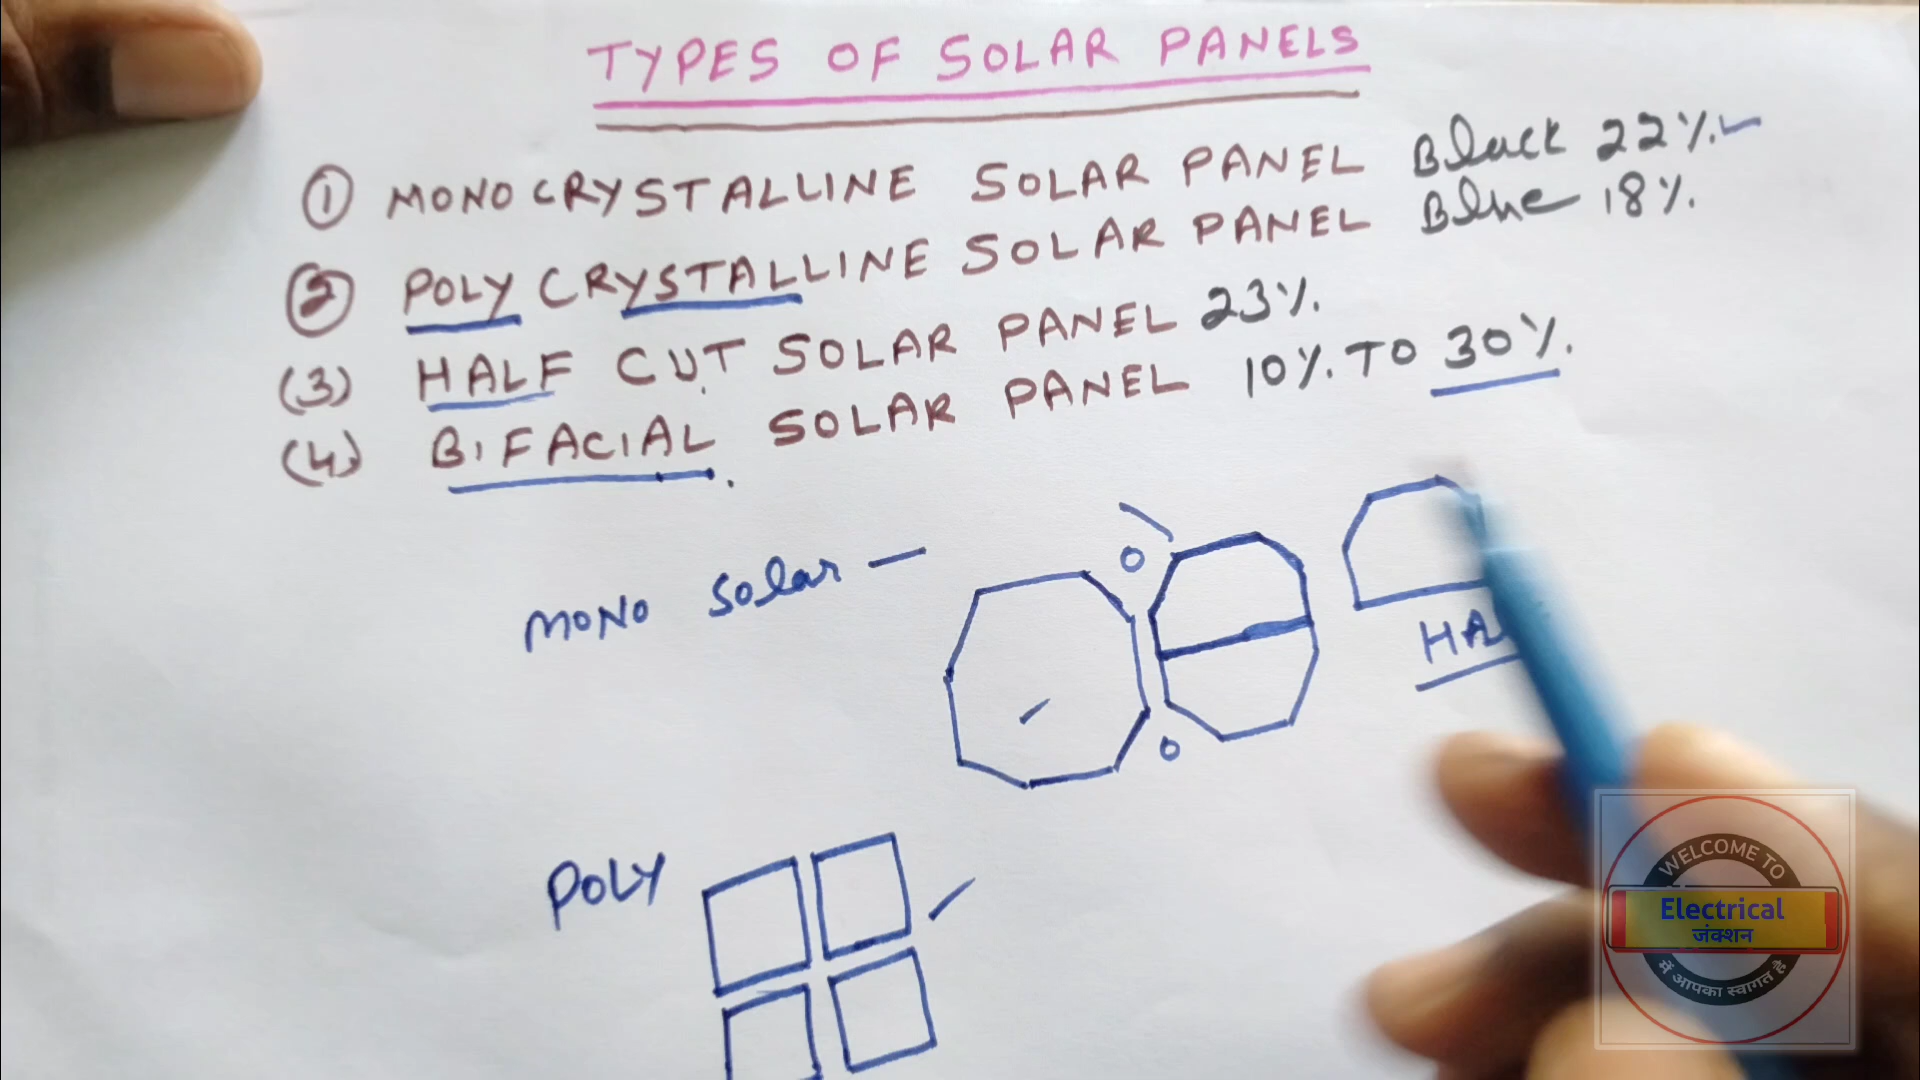 TYPES OF SOLAR PANELS
① MONOCRYSTALLINE SOLAR PANEL Black 22%.
② POLY CRYSTALLINE SOLAR PANEL Blue 18%.
(3) HALF CUT SOLAR PANEL 23%.
(4) BIFACIAL SOLAR PANEL 10%. TO 30%.
MONO Solar —
HA
POLY
WELCOME TO
Electrical
जंक्शन
में आपका स्वागत है